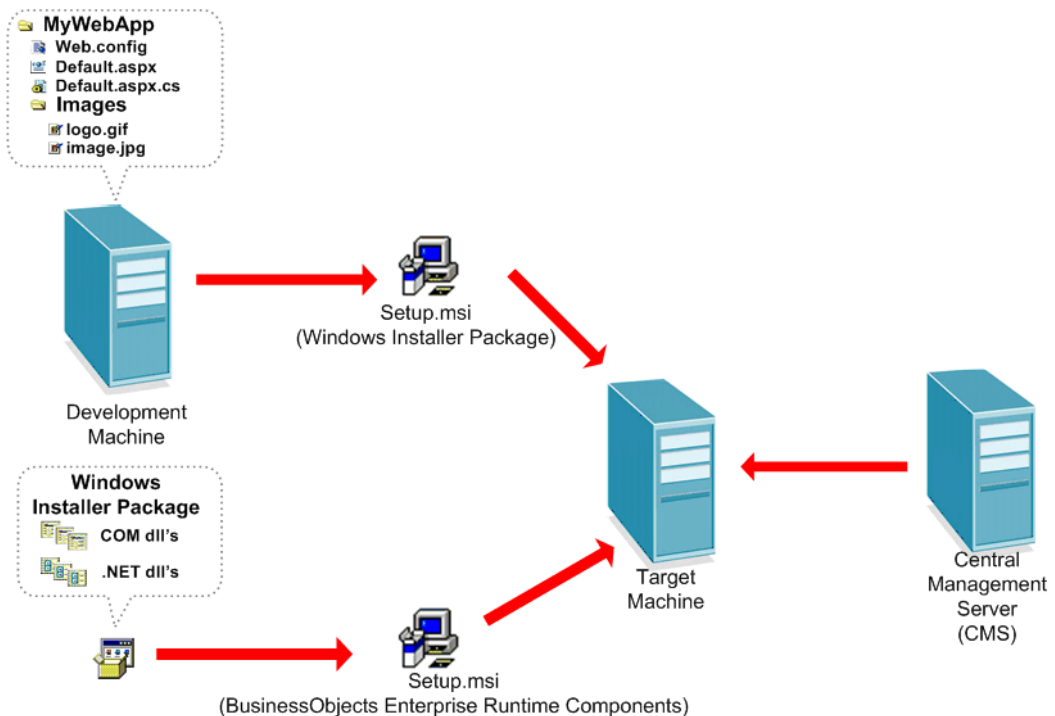 MyWebApp
Web.config
Default.aspx
Default.aspx.cs
Images
logo.gif
image.jpg
Setup.msi
(Windows Installer Package)
Development
Machine
Windows
Installer Package
COM dll's
.NET dll's
Target
Machine
Central
Management
Server
(CMS)
Setup.msi
(BusinessObjects Enterprise Runtime Components)